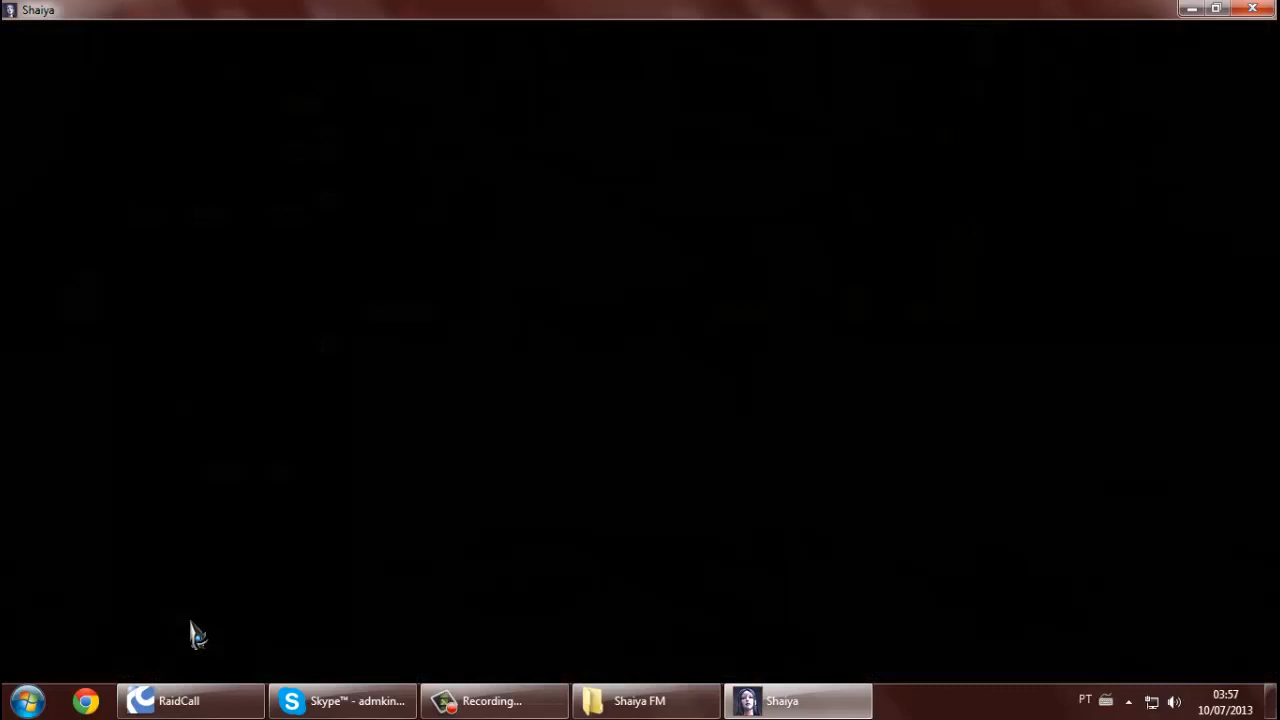 Shaiya
RaidCall
Skype™ - admkin...
Recording...
Shaiya FM
Shaiya
PT
03:57
10/07/2013